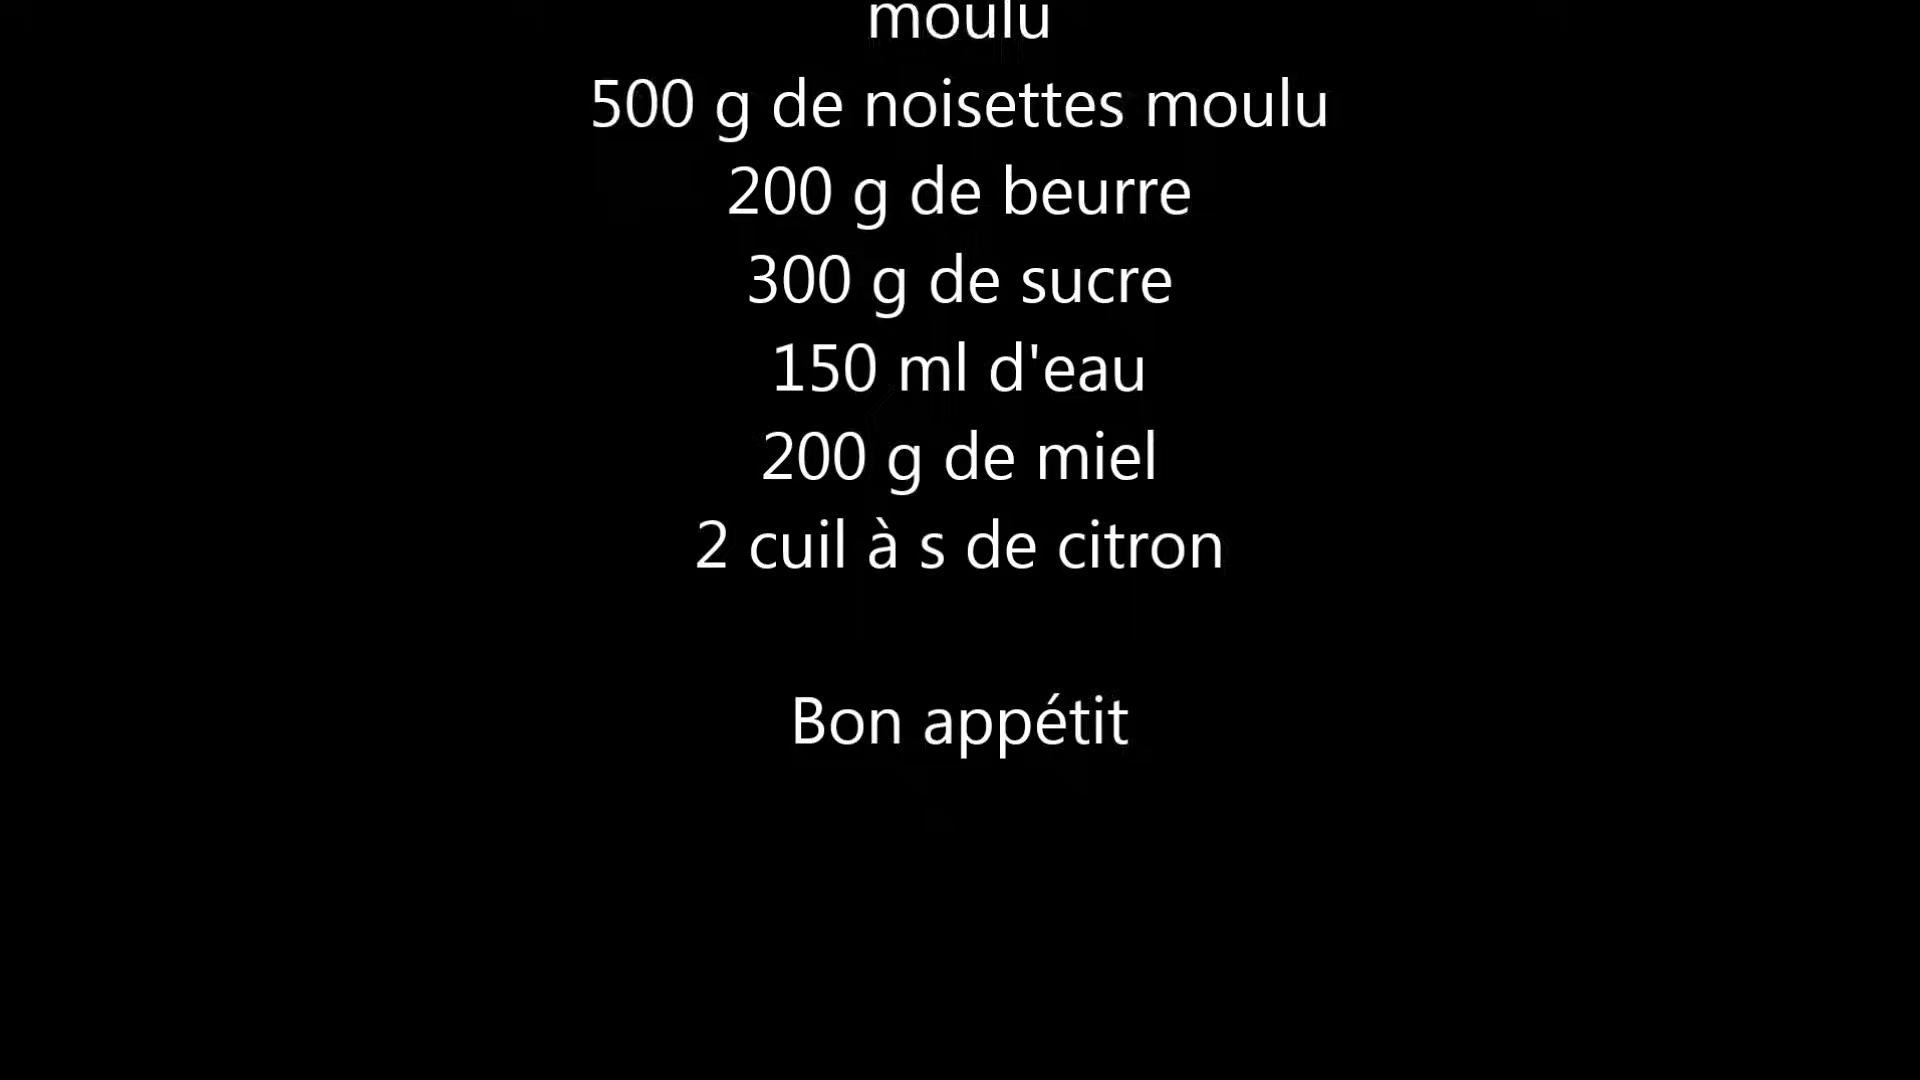 moulu
500 g de noisettes moulu
200 g de beurre
300 g de sucre
150 ml d'eau
200 g de miel
2 cuil à s de citron
Bon appétit